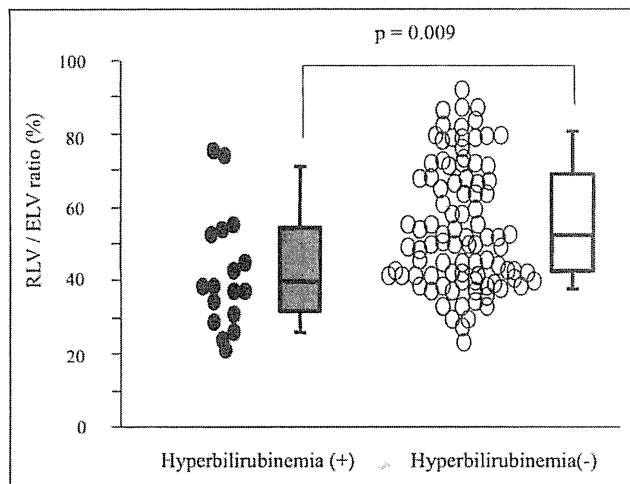 p = 0.009
RLV / ELV ratio (%)
100
80
60
40
20
0
Hyperbilirubinemia (+)
Hyperbilirubinemia(-)